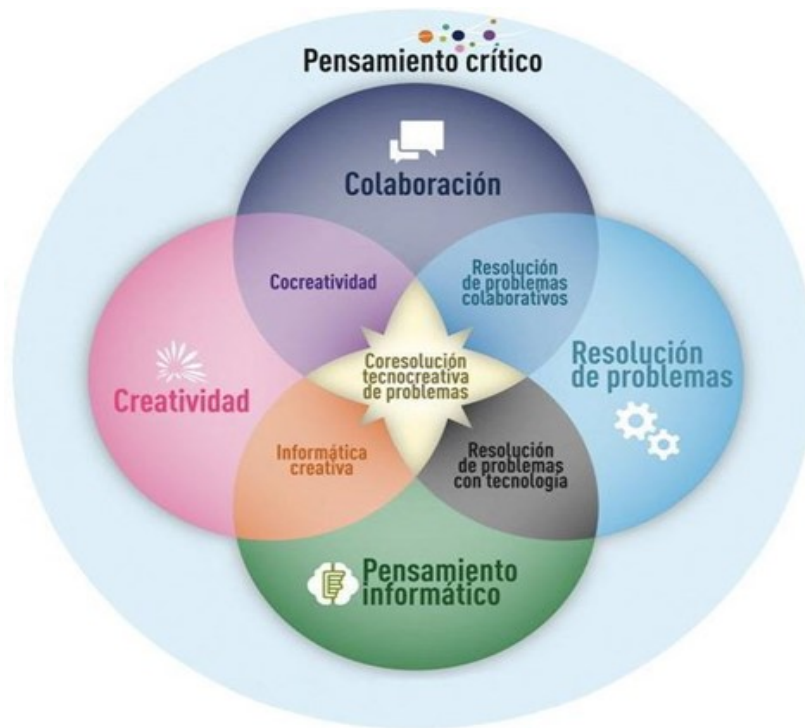 Pensamiento crítico
Colaboración
Cocreatividad
Resolución
de problemas
colaborativos
Creatividad
Coresolución
tecnocreativa
de problemas
Resolución
de problemas
Informática
creativa
Resolución
de problemas
con tecnología
Pensamiento
informático